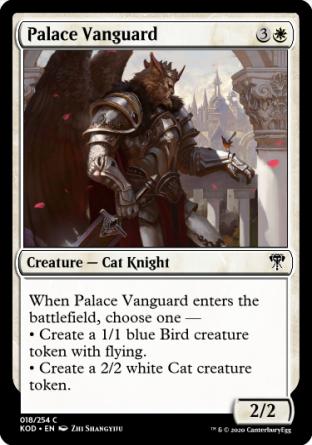 Palace Vanguard 3
Creature — Cat Knight
When Palace Vanguard enters the
battlefield, choose one —
• Create a 1/1 blue Bird creature
token with flying.
• Create a 2/2 white Cat creature
token.
2/2
018/254 C
KOD • EN Zhi Shangyifu
™ & © 2020 CanterburyEgg